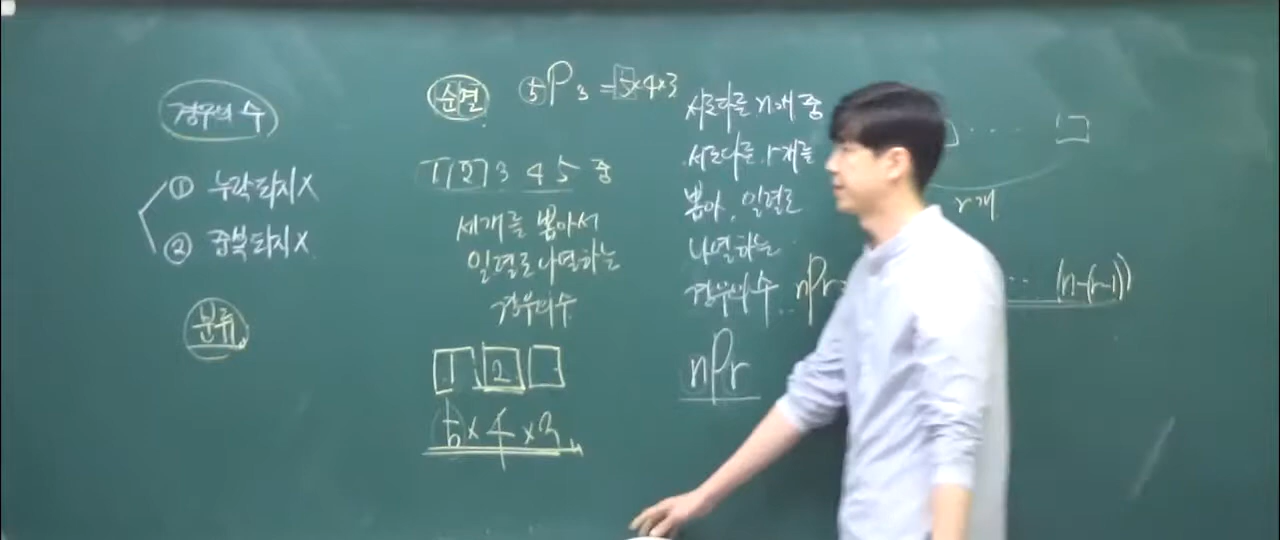 경우의 수
① 누락되지X
② 중복되지X
분류
순열 5P3 = 5×4×3
1 2 3 4 5 중
세개를 뽑아서
일렬로 나열하는
경우의 수
1 2
5×4×3
서로다른 n개 중
서로다른 r개를
뽑아, 일렬로
나열하는
경우의 수 nPr
nPr
....
r개
... (n-(r-1))